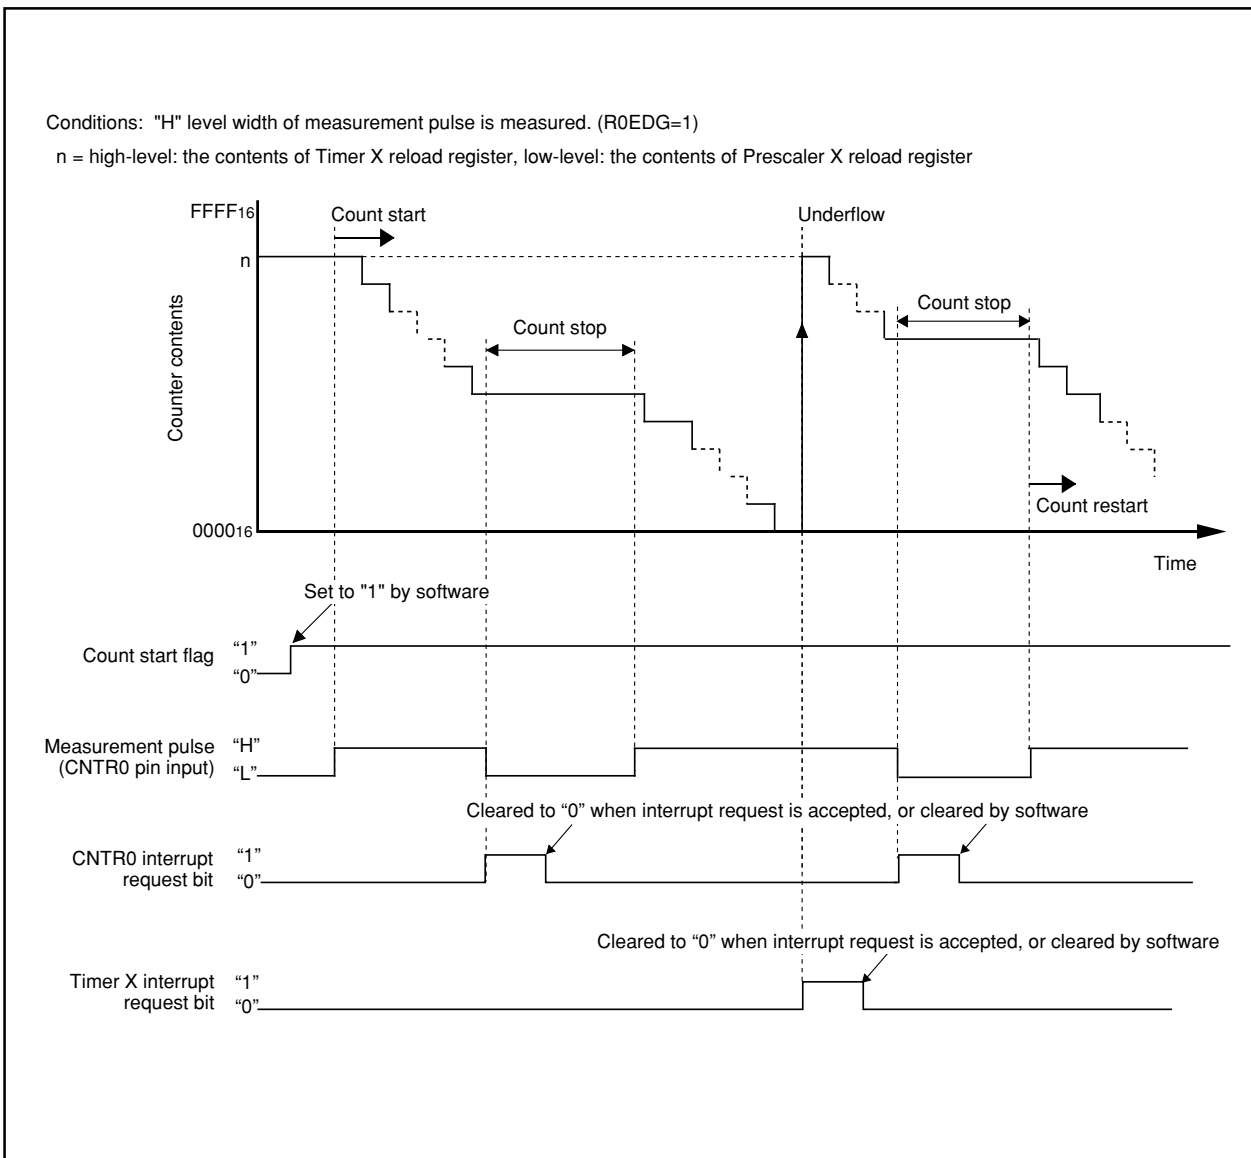 Conditions: "H" level width of measurement pulse is measured. (R0EDG=1)
n = high-level: the contents of Timer X reload register, low-level: the contents of Prescaler X reload register
FFFF16
Count start
Underflow
n
Counter contents
Count stop
Count stop
Count restart
000016
Time
Set to "1" by software
Count start flag
“1”
“0”
Measurement pulse
(CNTR0 pin input)
“H”
“L”
Cleared to “0” when interrupt request is accepted, or cleared by software
CNTR0 interrupt
request bit
“1”
“0”
Cleared to “0” when interrupt request is accepted, or cleared by software
Timer X interrupt
request bit
“1”
“0”